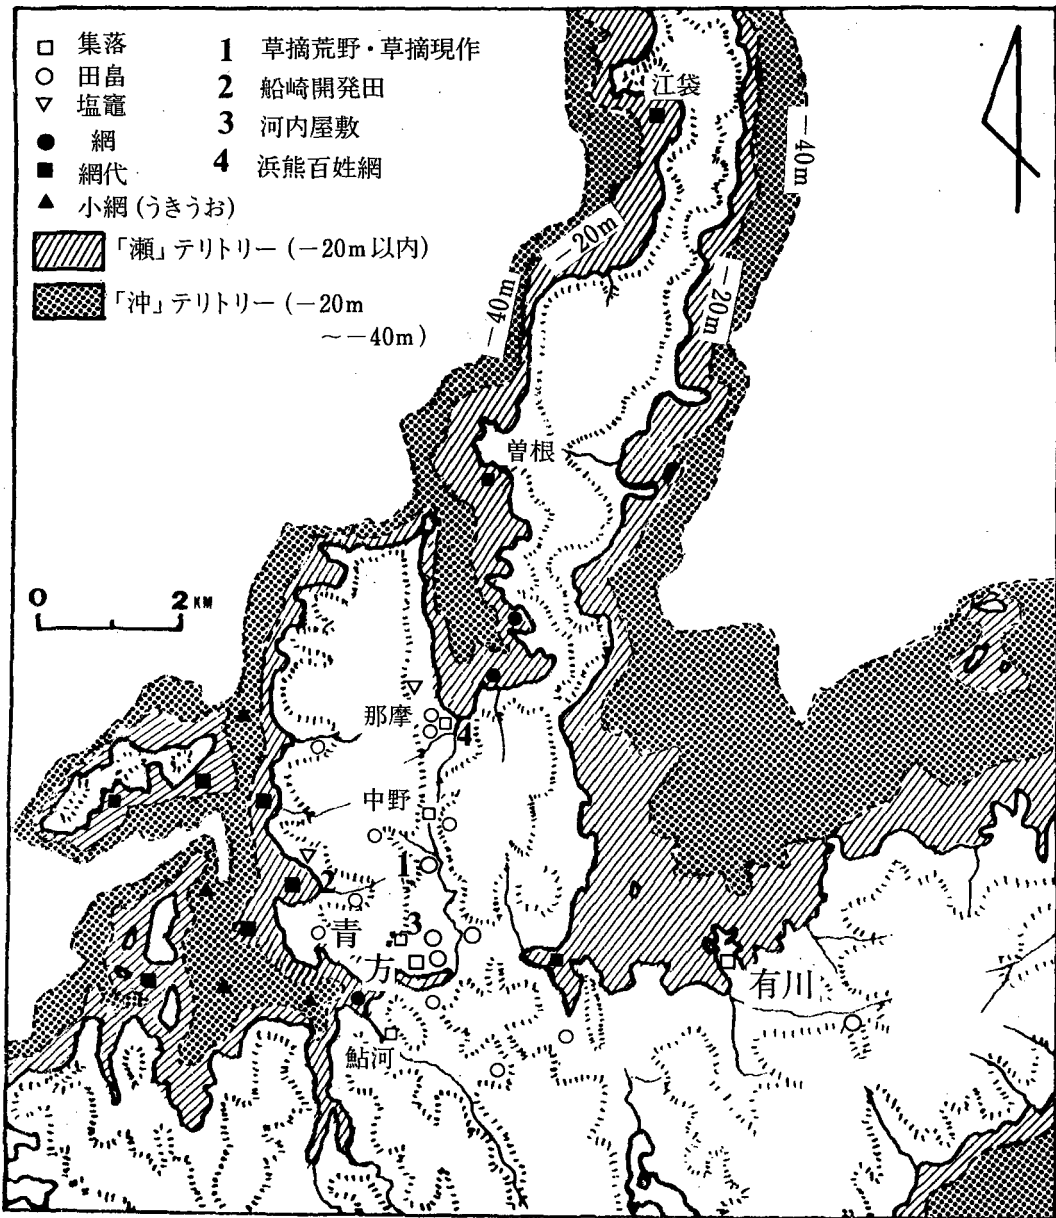 集落
田畠
塩竈
網
網代
小網(うきうお)
「瀬」テリトリー(-20m以内)
「沖」テリトリー(-20m
~-40m)
1 草摘荒野・草摘現作
2 船崎開発田
3 河内屋敷
4 浜熊百姓網
江袋
-40m
-20m
-40m
-20m
曽根
0 2KM
那摩
4
中野
1
2
3
青方
有川
鮎河